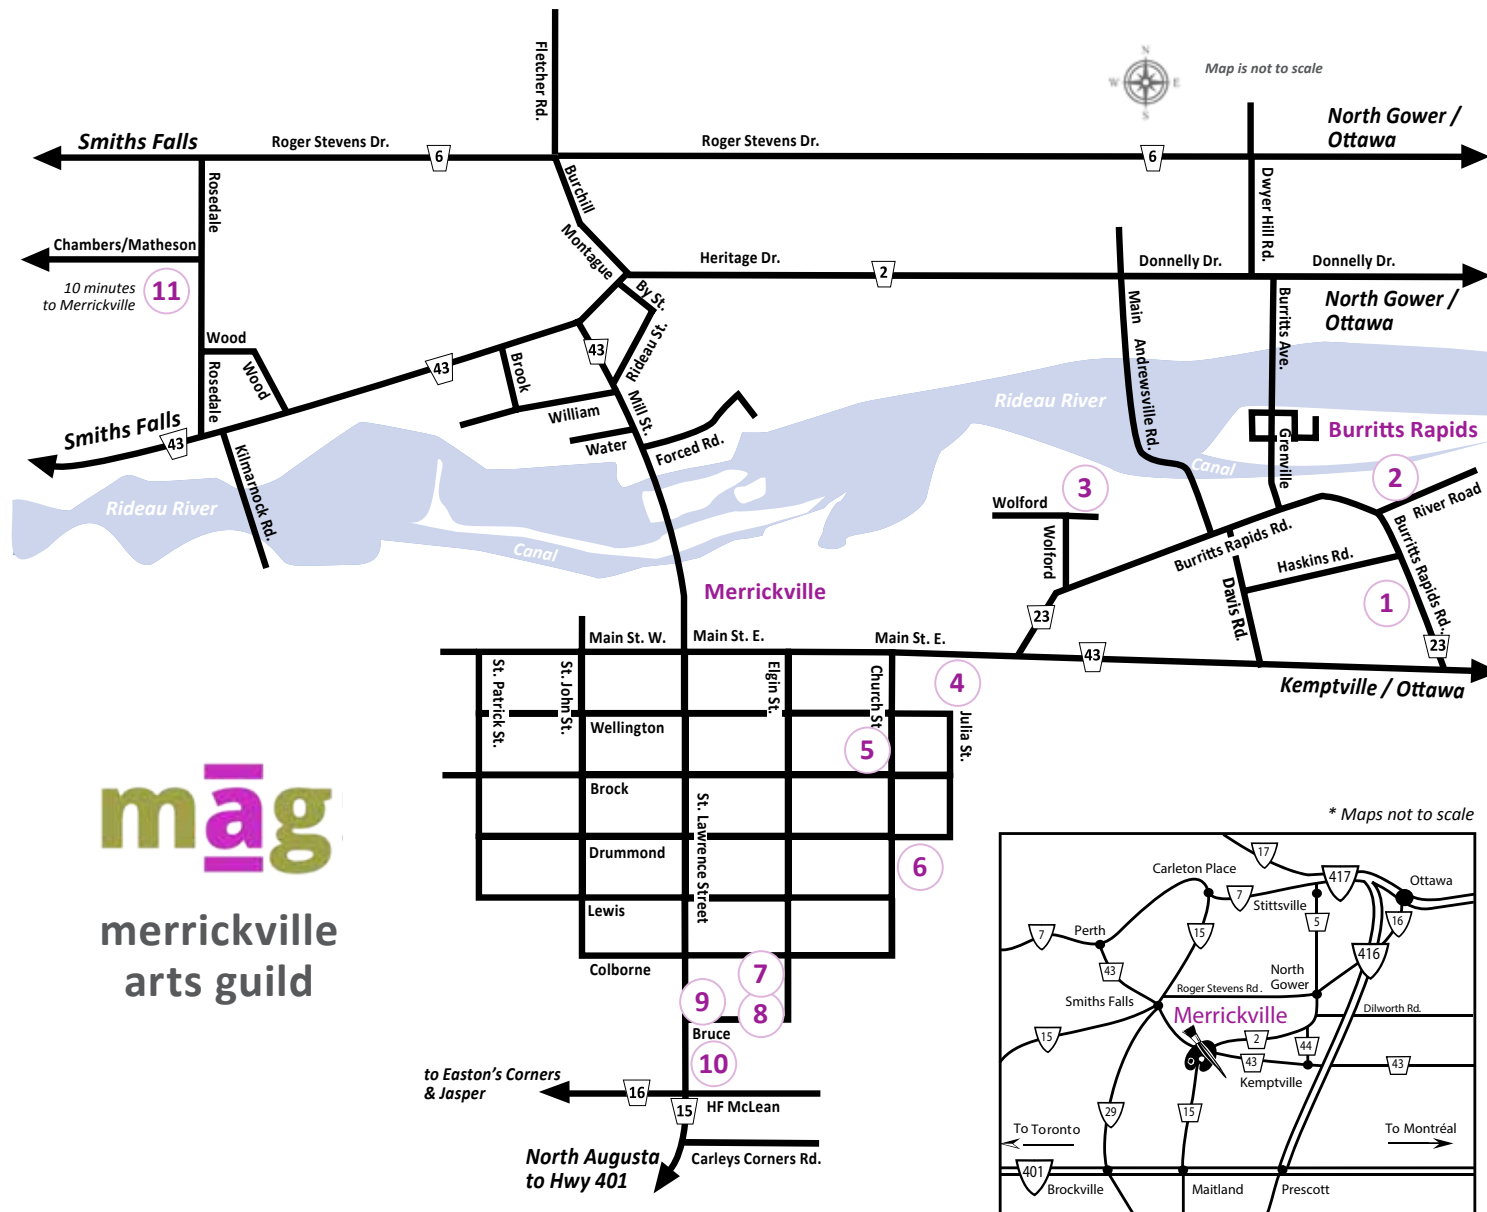 Fletcher Rd.
N
W
E
S
Map is not to scale
Smiths Falls
Roger Stevens Dr.
6
Roger Stevens Dr.
6
North Gower /
Ottawa
Rosedale
Burchill
Dwyer Hill Rd.
Chambers/Matheson
Montague
Heritage Dr.
2
Donnelly Dr.
Donnelly Dr.
10 minutes
to Merrickville
11
By St.
Main
Burritts Ave.
North Gower /
Ottawa
Wood
Wood
Rosedale
43
Brook
43
Rideau St.
Andrewsville Rd.
Rideau River
William
Mill St.
Smiths Falls
43
Water
Forced Rd.
Grenville
Burritts Rapids
Kilmarnock Rd.
Canal
2
3
Wolford
River Road
Rideau River
Canal
Wolford
Burritts Rapids Rd.
Haskins Rd.
Burritts Rapids Rd.
Davis Rd.
1
Merrickville
23
23
Main St. W.
Main St. E.
Main St. E.
43
Kemptville / Ottawa
St. Patrick St.
St. John St.
Elgin St.
Church St.
4
Julia St.
Wellington
5
Brock
St. Lawrence Street
Drummond
6
Lewis
Colborne
7
9
8
Bruce
10
to Easton's Corners
& Jasper
16
HF McLean
15
Carleys Corners Rd.
North Augusta
to Hwy 401
māg
merrickville
arts guild
* Maps not to scale
17
Carleton Place
417
Ottawa
7
Stittsville
5
16
15
7
Perth
416
43
North
Gower
Roger Stevens Rd.
Smiths Falls
Merrickville
Dilworth Rd.
15
2
44
43
43
Kemptville
29
15
To Toronto
To Montréal
401
Brockville
Maitland
Prescott